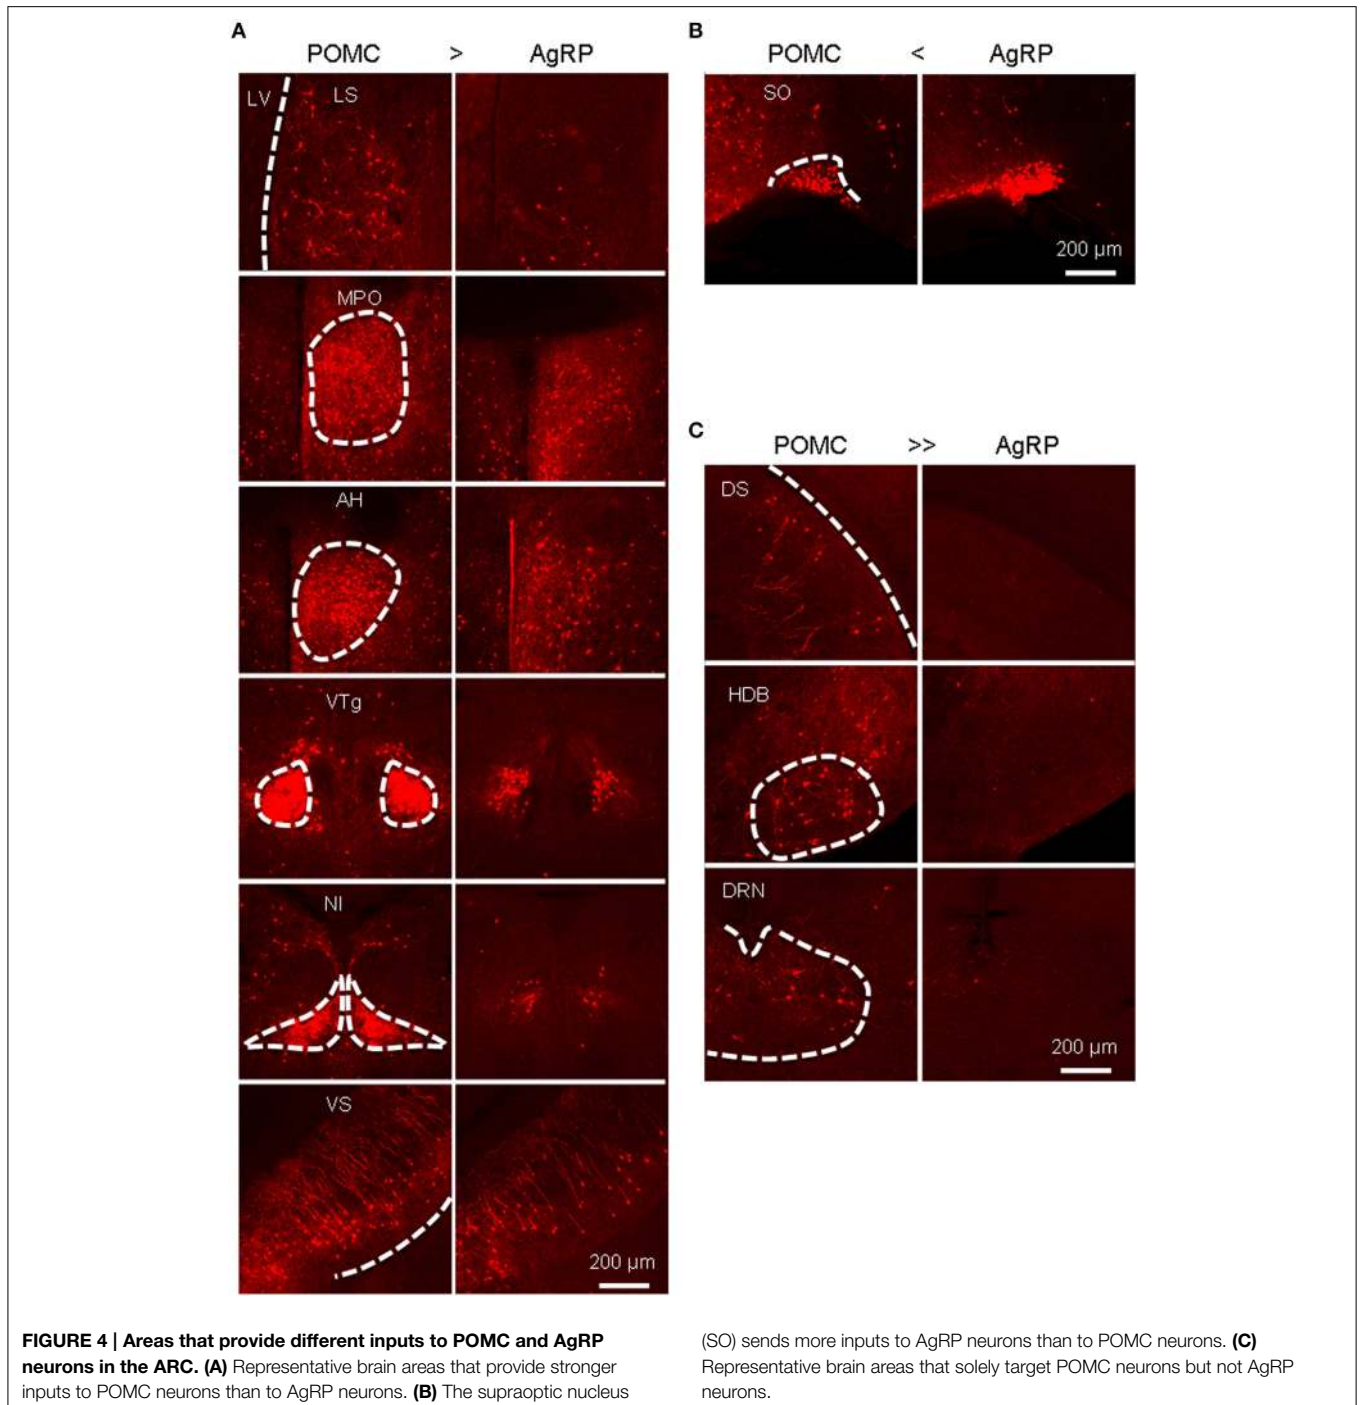 A
POMC > AgRP
LV
LS
MPO
AH
VTg
NI
VS
200 µm
B
POMC < AgRP
SO
200 µm
C
POMC >> AgRP
DS
HDB
DRN
200 µm
FIGURE 4 | Areas that provide different inputs to POMC and AgRP
neurons in the ARC. (A) Representative brain areas that provide stronger
inputs to POMC neurons than to AgRP neurons. (B) The supraoptic nucleus
(SO) sends more inputs to AgRP neurons than to POMC neurons. (C)
Representative brain areas that solely target POMC neurons but not AgRP
neurons.